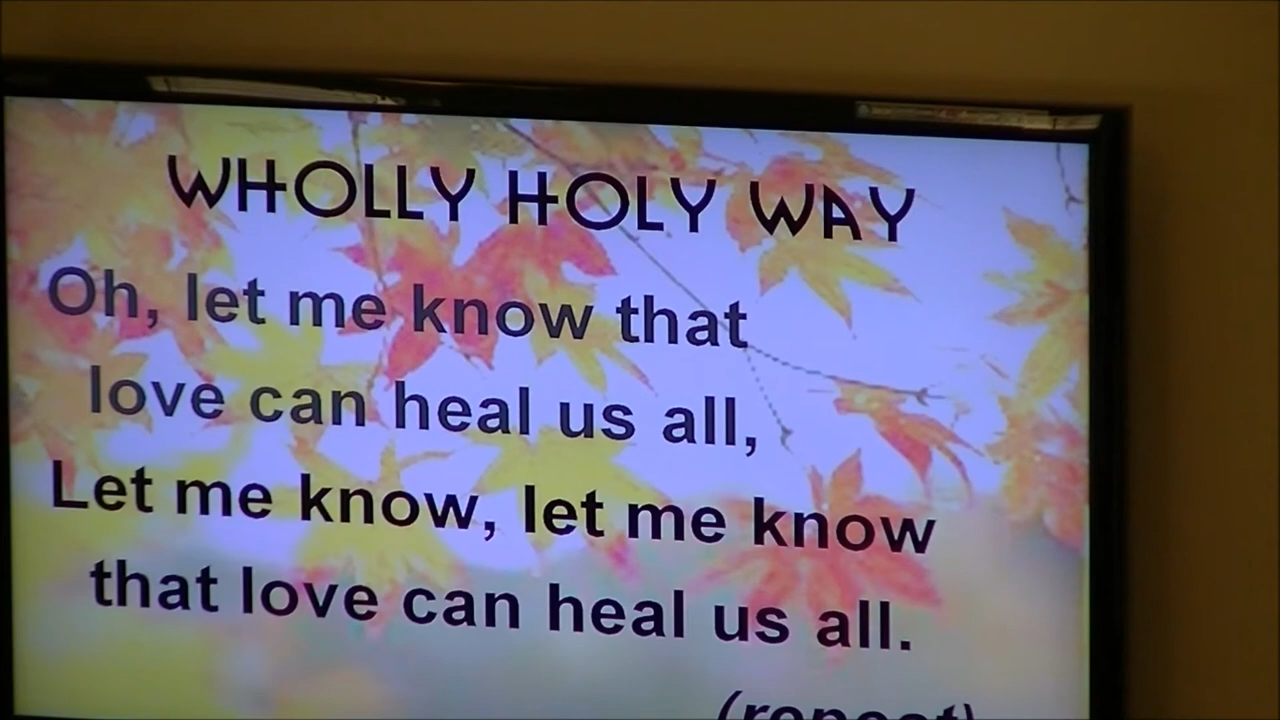 WHOLLY HOLY WAY
Oh, let me know that
love can heal us all,
Let me know, let me know
that love can heal us all.
(repeat)